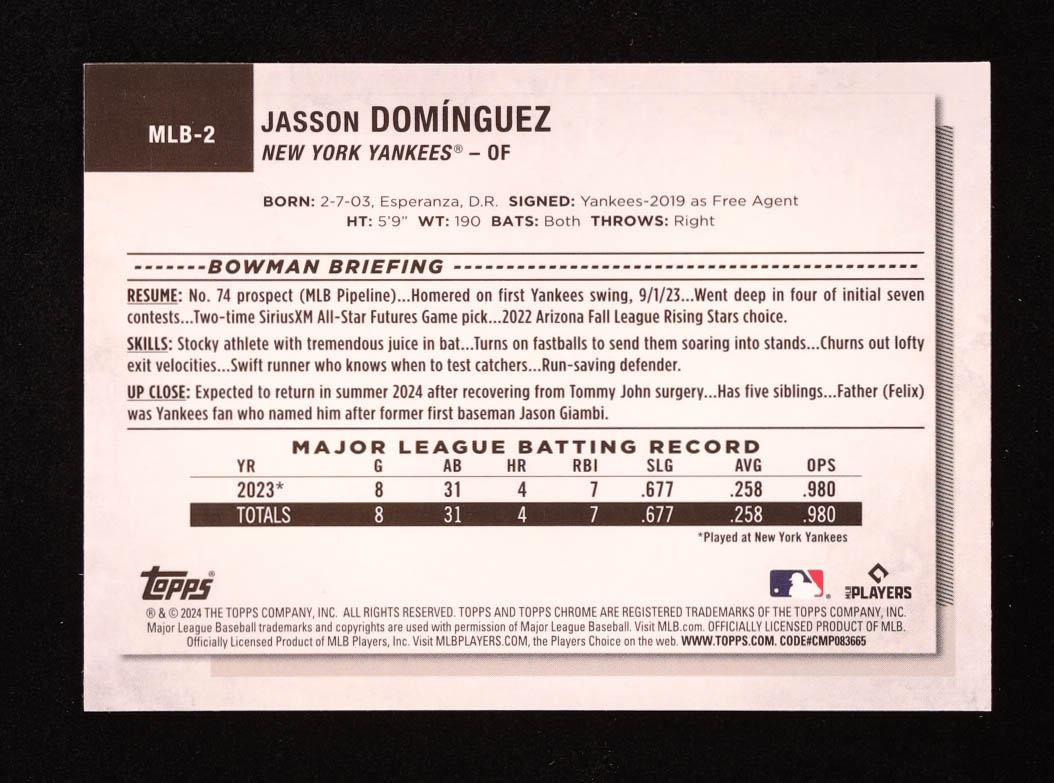 MLB-2
JASSON DOMÍNGUEZ
NEW YORK YANKEES® – OF
BORN: 2-7-03, Esperanza, D.R. SIGNED: Yankees-2019 as Free Agent
HT: 5'9" WT: 190 BATS: Both THROWS: Right
-------BOWMAN BRIEFING --------------------------------------------------
RESUME: No. 74 prospect (MLB Pipeline)...Homered on first Yankees swing, 9/1/23...Went deep in four of initial seven
contests...Two-time SiriusXM All-Star Futures Game pick...2022 Arizona Fall League Rising Stars choice.
SKILLS: Stocky athlete with tremendous juice in bat...Turns on fastballs to send them soaring into stands...Churns out lofty
exit velocities...Swift runner who knows when to test catchers...Run-saving defender.
UP CLOSE: Expected to return in summer 2024 after recovering from Tommy John surgery...Has five siblings...Father (Felix)
was Yankees fan who named him after former first baseman Jason Giambi.
MAJOR LEAGUE BATTING RECORD
YR G AB HR RBI SLG AVG OPS
2023* 8 31 4 7 .677 .258 .980
TOTALS 8 31 4 7 .677 .258 .980
*Played at New York Yankees
Topps®
MLB PLAYERS
® & © 2024 THE TOPPS COMPANY, INC. ALL RIGHTS RESERVED. TOPPS AND TOPPS CHROME ARE REGISTERED TRADEMARKS OF THE TOPPS COMPANY, INC.
Major League Baseball trademarks and copyrights are used with permission of Major League Baseball. Visit MLB.com. OFFICIALLY LICENSED PRODUCT OF MLB.
Officially Licensed Product of MLB Players, Inc. Visit MLBPLAYERS.COM, the Players Choice on the web. WWW.TOPPS.COM. CODE#CMP083665